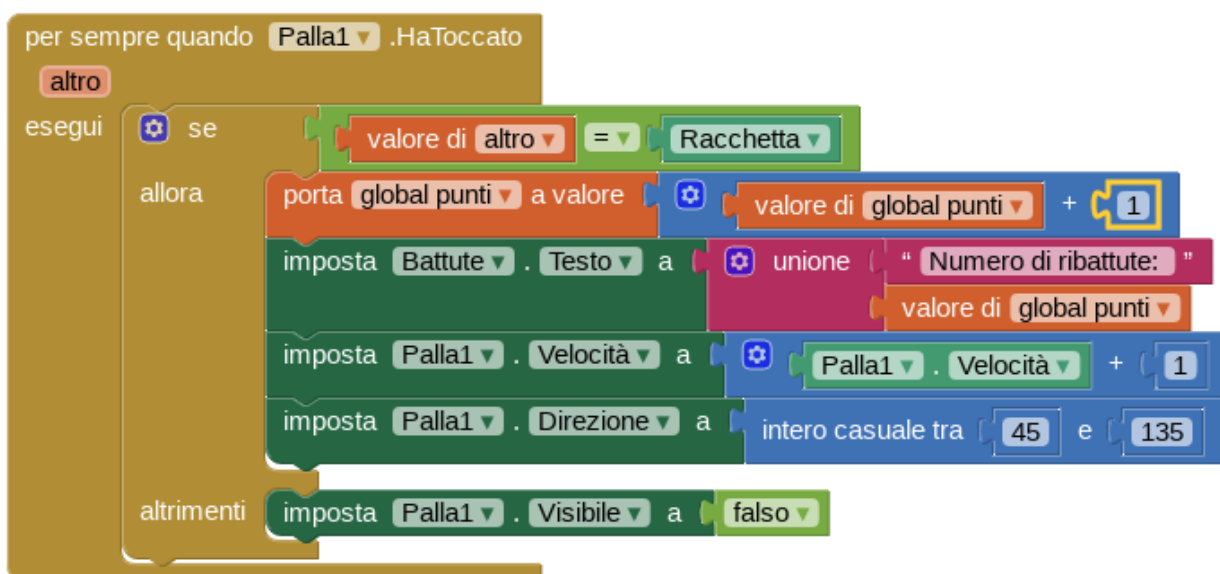 per sempre quando Palla1 .HaToccato
altro
esegui se valore di altro = Racchetta
allora porta global punti a valore valore di global punti + 1
imposta Battute . Testo a unione “ Numero di ribattute: ”
valore di global punti
imposta Palla1 . Velocità a Palla1 . Velocità + 1
imposta Palla1 . Direzione a intero casuale tra 45 e 135
altrimenti imposta Palla1 . Visibile a falso